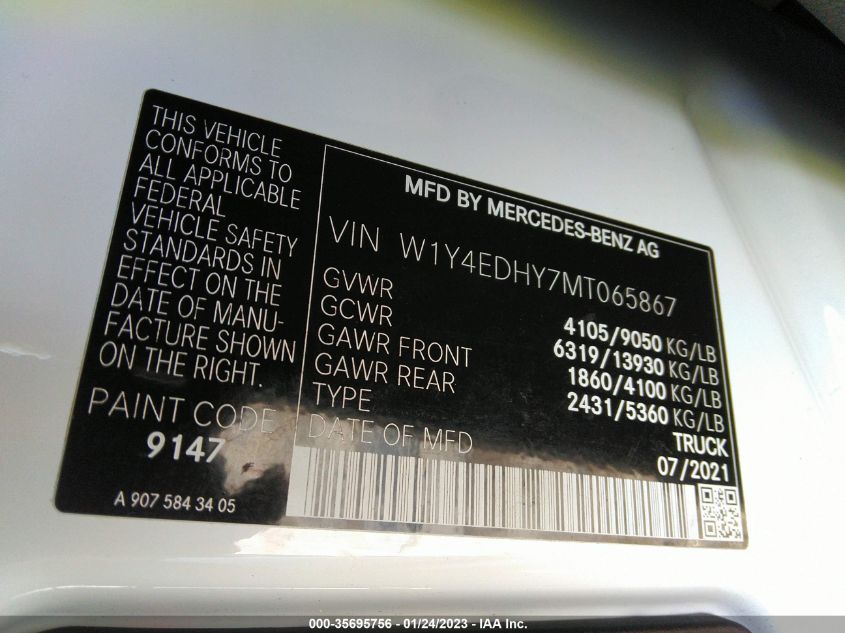 THIS VEHICLE
CONFORMS TO
ALL APPLICABLE
FEDERAL
VEHICLE SAFETY
STANDARDS IN
EFFECT ON THE
DATE OF MANU-
FACTURE SHOWN
ON THE RIGHT.
PAINT CODE
9147
A 907 584 34 05
MFD BY MERCEDES-BENZ AG
VIN W1Y4EDHY7MT065867
GVWR 4105/9050 KG/LB
GCWR 6319/13930 KG/LB
GAWR FRONT 1860/4100 KG/LB
GAWR REAR 2431/5360 KG/LB
TYPE TRUCK
DATE OF MFD 07/2021
000-35695756 - 01/24/2023 - IAA Inc.